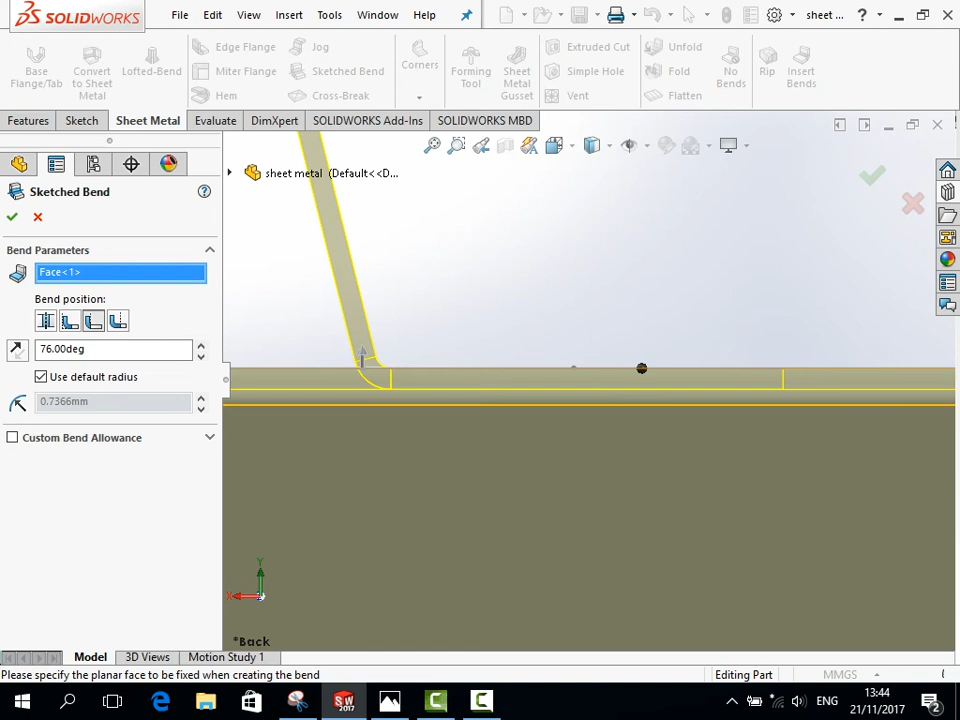 SOLIDWORKS File Edit View Insert Tools Window Help sheet ... ?
Base Flange/Tab Convert to Sheet Metal Lofted-Bend Edge Flange Miter Flange Hem Jog Sketched Bend Cross-Break Corners Forming Tool Sheet Metal Gusset Extruded Cut Simple Hole Vent Unfold Fold Flatten No Bends Rip Insert Bends
Features Sketch Sheet Metal Evaluate DimXpert SOLIDWORKS Add-Ins SOLIDWORKS MBD
sheet metal (Default<<D...
Sketched Bend ?
Bend Parameters
Face<1>
Bend position:
76.00deg
Use default radius
0.7366mm
Custom Bend Allowance
Y
X
*Back
Model 3D Views Motion Study 1
Please specify the planar face to be fixed when creating the bend Editing Part MMGS
SW 2017 ENG 13:44
21/11/2017 2